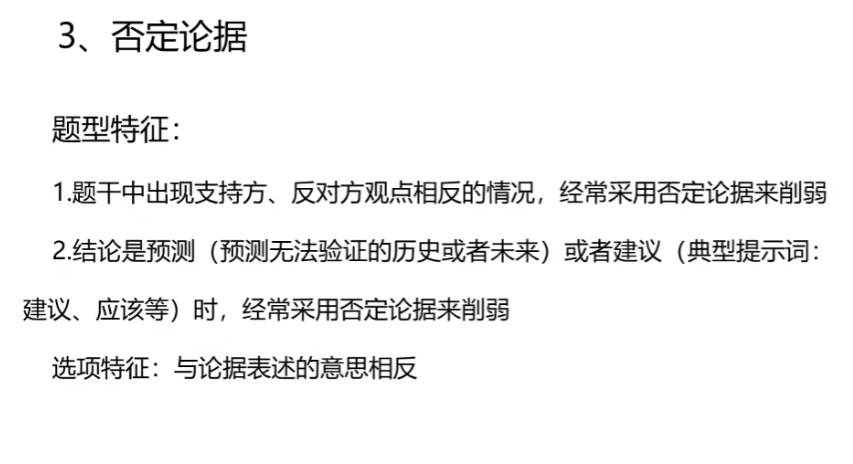 3、否定论据
题型特征：
1.题干中出现支持方、反对方观点相反的情况，经常采用否定论据来削弱
2.结论是预测（预测无法验证的历史或者未来）或者建议（典型提示词：
建议、应该等）时，经常采用否定论据来削弱
选项特征：与论据表述的意思相反